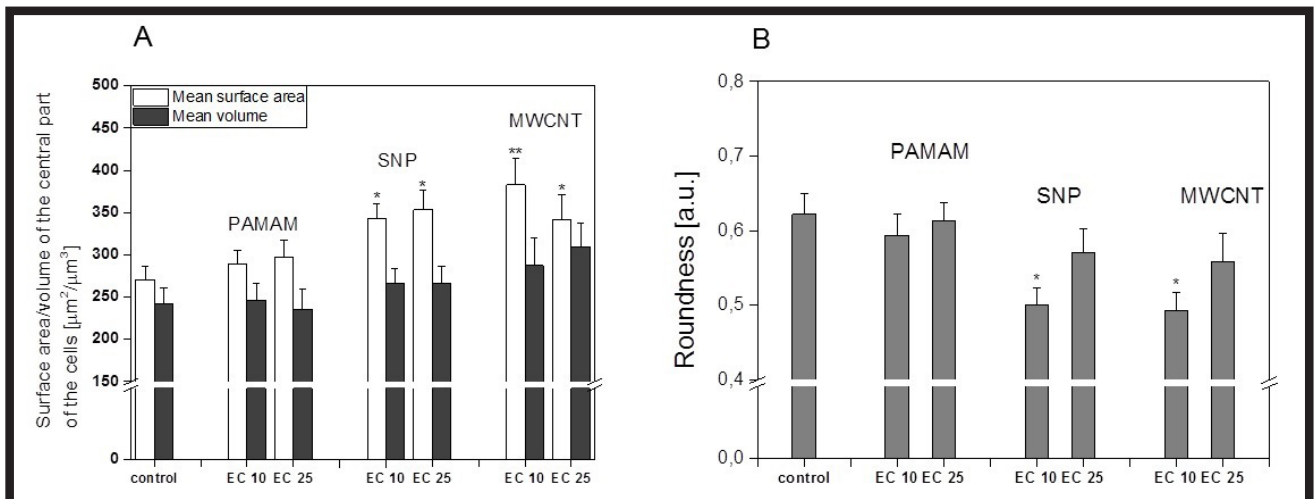 A
Surface area/volume of the central part
of the cells [µm²/µm³]
500
450
400
350
300
250
200
150
0
Mean surface area
Mean volume
PAMAM
SNP
MWCNT
*
*
**
*
control
EC 10 EC 25
EC 10 EC 25
EC 10 EC 25
B
Roundness [a.u.]
0,8
0,7
0,6
0,5
0,4
0,0
PAMAM
SNP
MWCNT
*
*
control
EC 10 EC 25
EC 10 EC 25
EC 10 EC 25